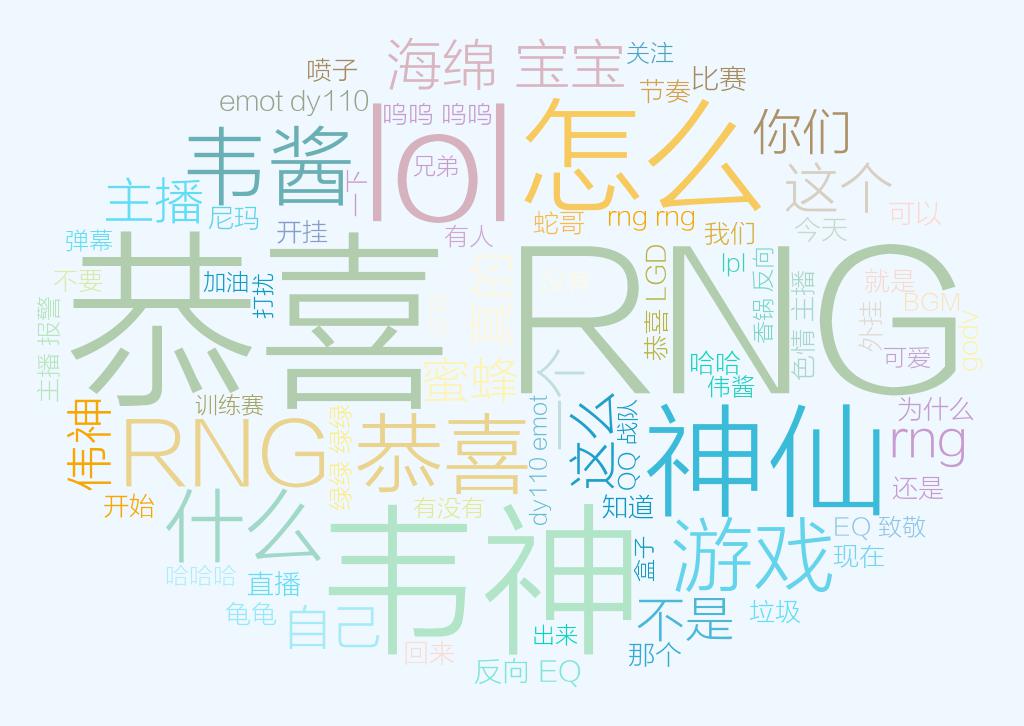 海绵 宝宝
关注
喷子
节奏
比赛
emot dy110
lol
呜呜 呜呜
怎么
你们
韦酱
兄弟
这个
一下
主播
尼玛
开挂
有人
蛇哥
rng rng
我们
今天
可以
弹幕
恭喜 RNG
不要
加油
打扰
真的
没有
恭喜 LGD
lpl
香锅 反向
色情 主播
就是
BGM
外挂
godv
主播 报警
哈哈
可爱
蜜蜂
一个
伟酱
伟神
训练赛
RNG 恭喜
绿绿 绿绿
dy110 emot
这么
QQ 战队
神仙
为什么
rng
还是
开始
什么
有没有
知道
韦神
盒子
游戏
EQ 致敬
现在
哈哈哈
直播
龟龟
自己
不是
垃圾
回来
出来
那个
反向 EQ